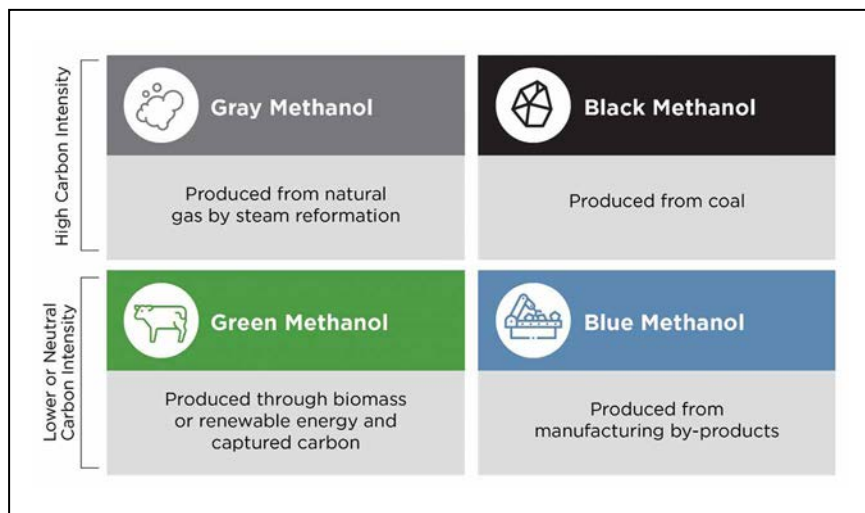 High Carbon Intensity
Gray Methanol
Produced from natural
gas by steam reformation
Black Methanol
Produced from coal
Lower or Neutral
Carbon Intensity
Green Methanol
Produced through biomass
or renewable energy and
captured carbon
Blue Methanol
Produced from
manufacturing by-products